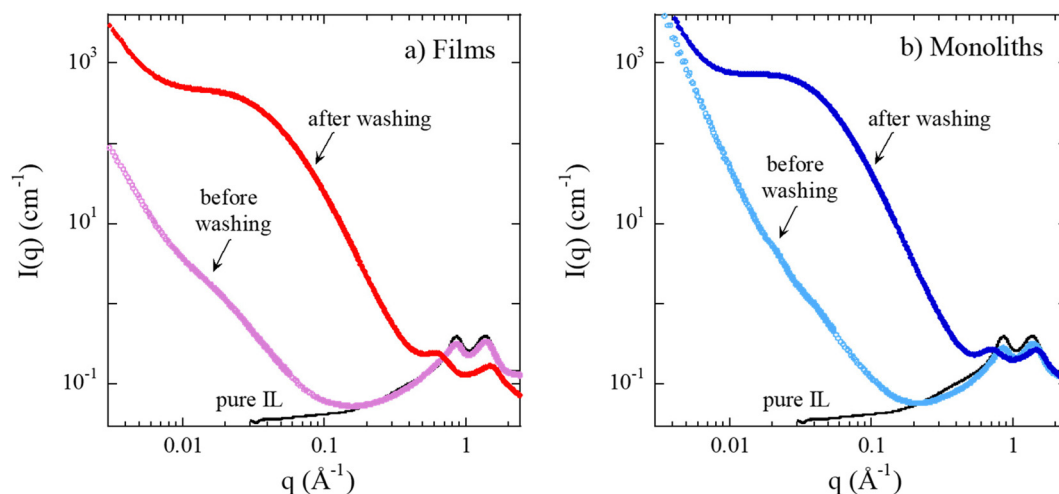 a) Films
10³
10¹
10⁻¹
I(q) (cm⁻¹)
after washing
before
washing
pure IL
0.01
0.1
1
q (Å⁻¹)
b) Monoliths
10³
10¹
10⁻¹
I(q) (cm⁻¹)
after washing
before
washing
pure IL
0.01
0.1
1
q (Å⁻¹)